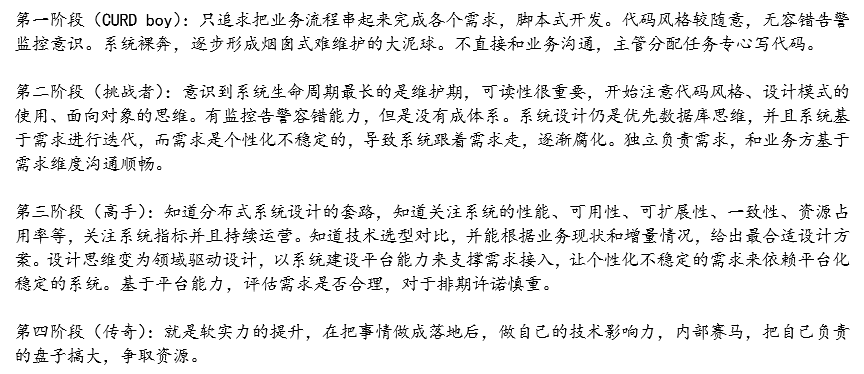 第一阶段（CURD boy）：只追求把业务流程串起来完成各个需求，脚本式开发。代码风格较随意，无容错告警
监控意识。系统裸奔，逐步形成烟囱式难维护的大泥球。不直接和业务沟通，主管分配任务专心写代码。
第二阶段（挑战者）：意识到系统生命周期最长的是维护期，可读性很重要，开始注意代码风格、设计模式的
使用、面向对象的思维。有监控告警容错能力，但是没有成体系。系统设计仍是优先数据库思维，并且系统基
于需求进行迭代，而需求是个性化不稳定的，导致系统跟着需求走，逐渐腐化。独立负责需求，和业务方基于
需求维度沟通顺畅。
第三阶段（高手）：知道分布式系统设计的套路，知道关注系统的性能、可用性、可扩展性、一致性、资源占
用率等，关注系统指标并且持续运营。知道技术选型对比，并能根据业务现状和增量情况，给出最合适设计方
案。设计思维变为领域驱动设计，以系统建设平台能力来支撑需求接入，让个性化不稳定的需求来依赖平台化
稳定的系统。基于平台能力，评估需求是否合理，对于排期许诺慎重。
第四阶段（传奇）：就是软实力的提升，在把事情做成落地后，做自己的技术影响力，内部赛马，把自己负责
的盘子搞大，争取资源。